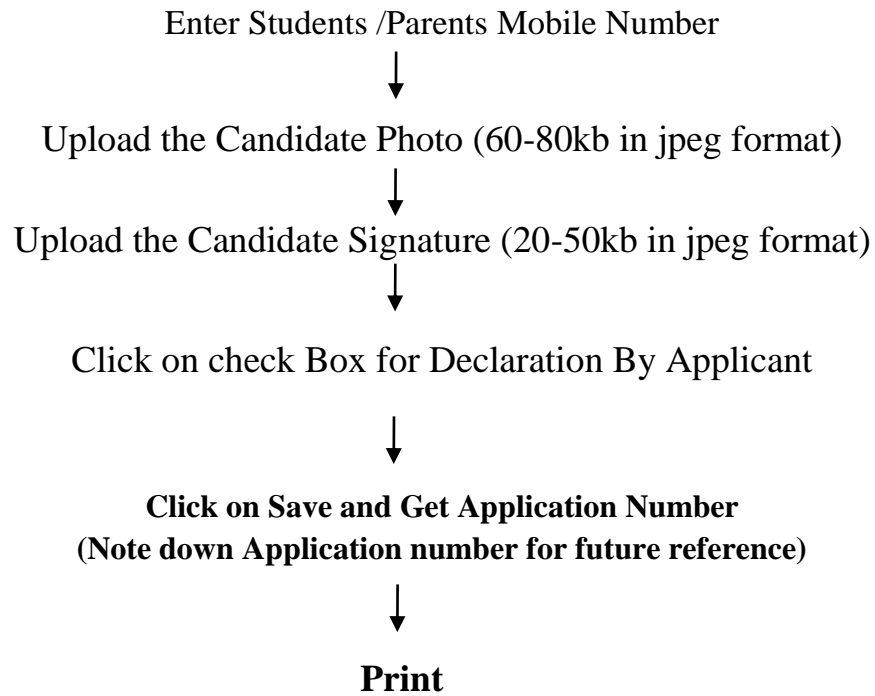 Enter Students /Parents Mobile Number
Upload the Candidate Photo (60-80kb in jpeg format)
Upload the Candidate Signature (20-50kb in jpeg format)
Click on check Box for Declaration By Applicant
Click on Save and Get Application Number
(Note down Application number for future reference)
Print